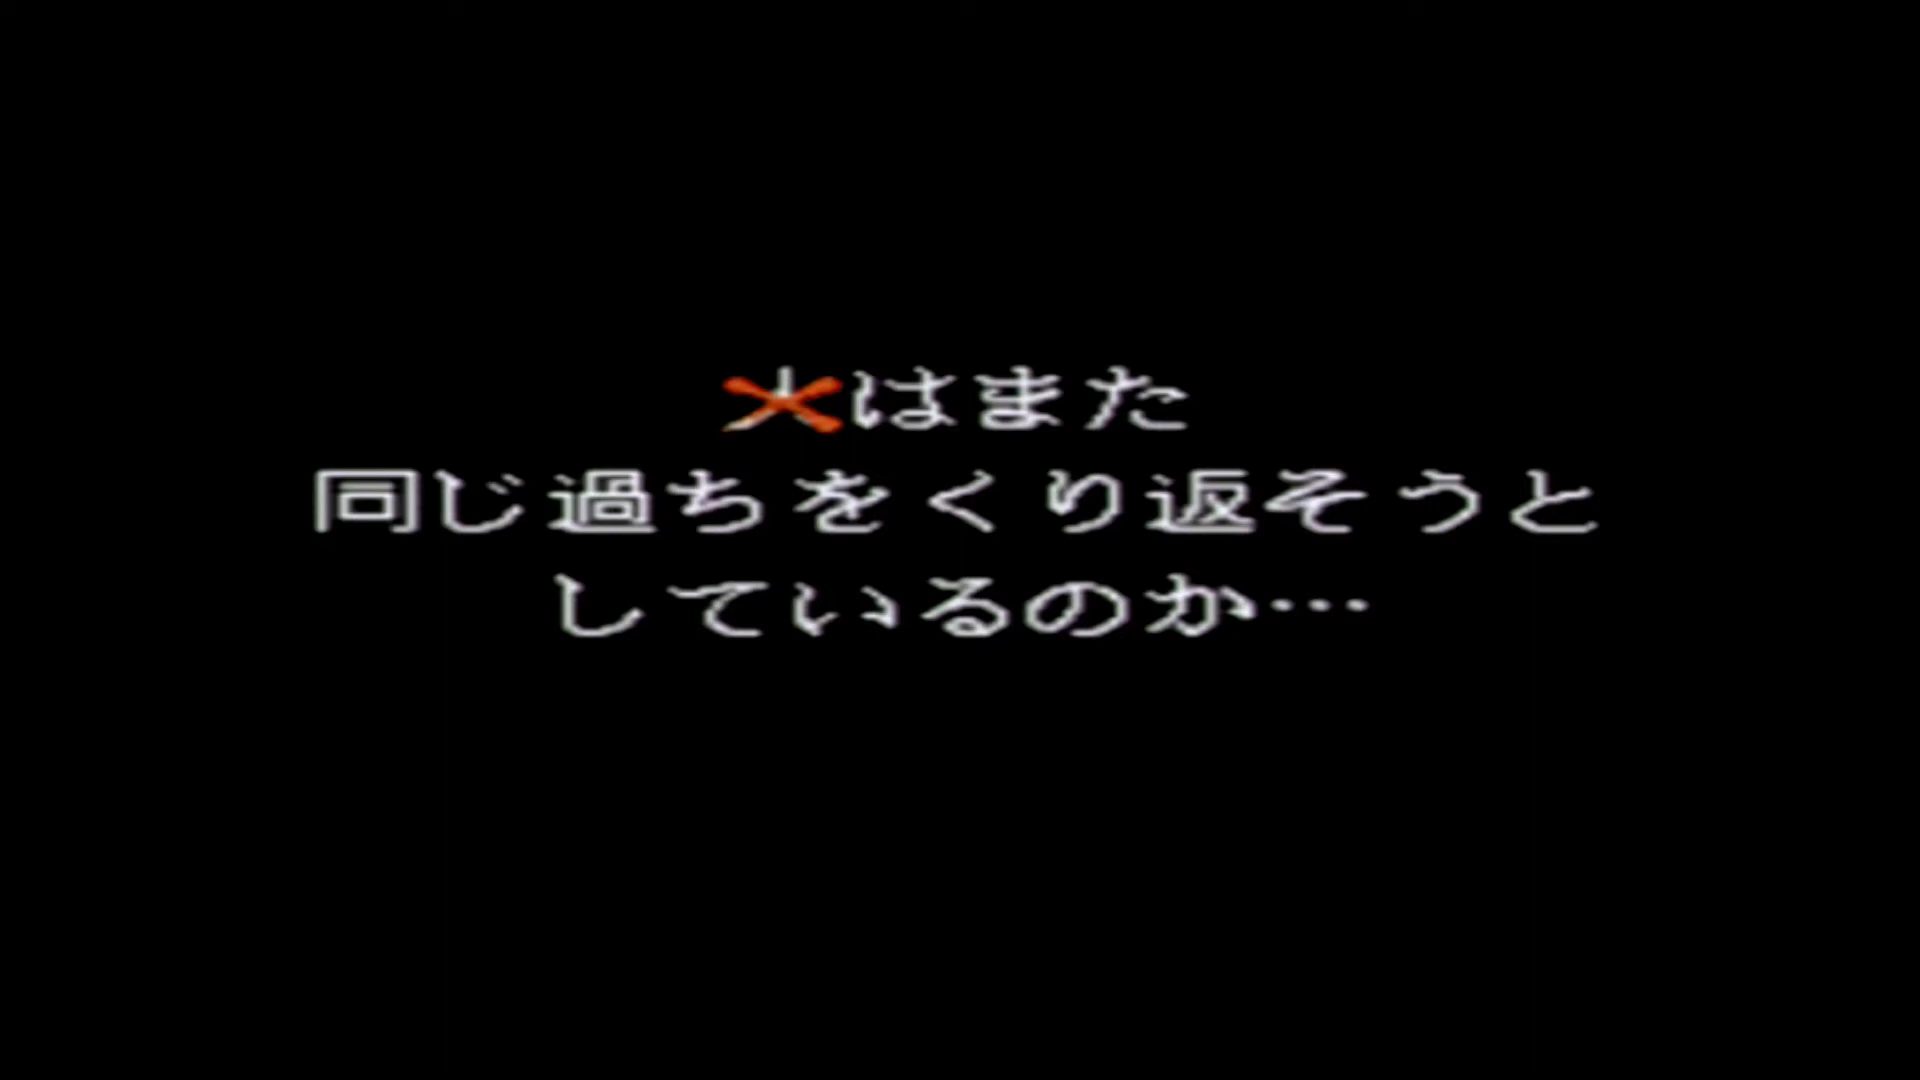 人はまた
同じ過ちをくり返そうと
しているのか…